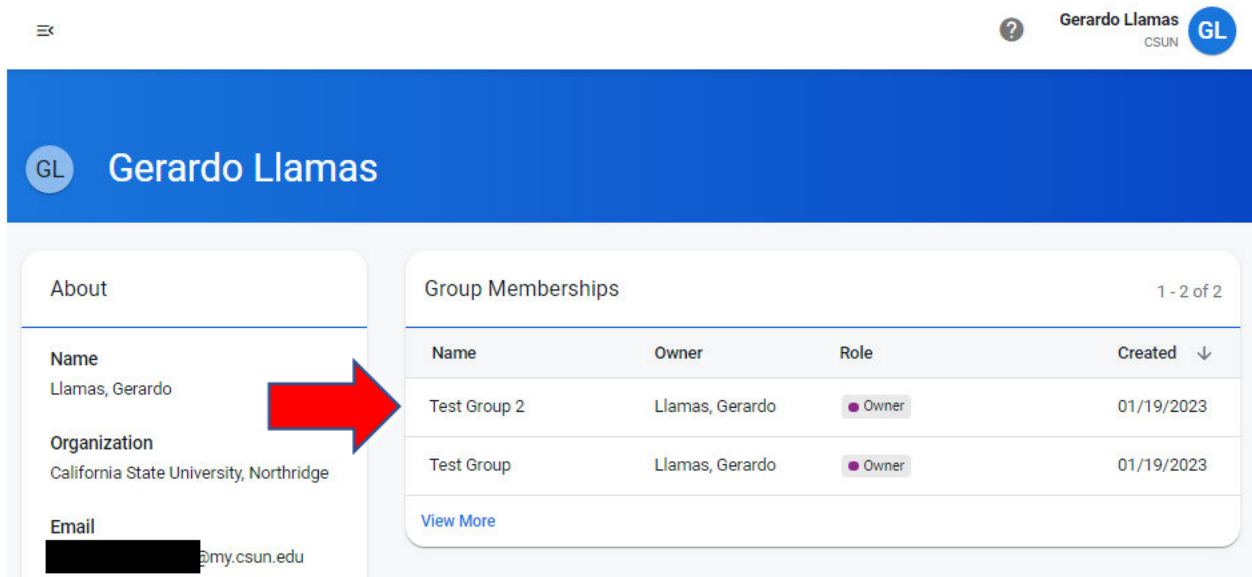 Gerardo Llamas
CSUN
GL
GL
Gerardo Llamas
About
Name
Llamas, Gerardo
Organization
California State University, Northridge
Email
@my.csun.edu
Group Memberships
1 - 2 of 2
Name Owner Role Created
Test Group 2 Llamas, Gerardo Owner 01/19/2023
Test Group Llamas, Gerardo Owner 01/19/2023
View More